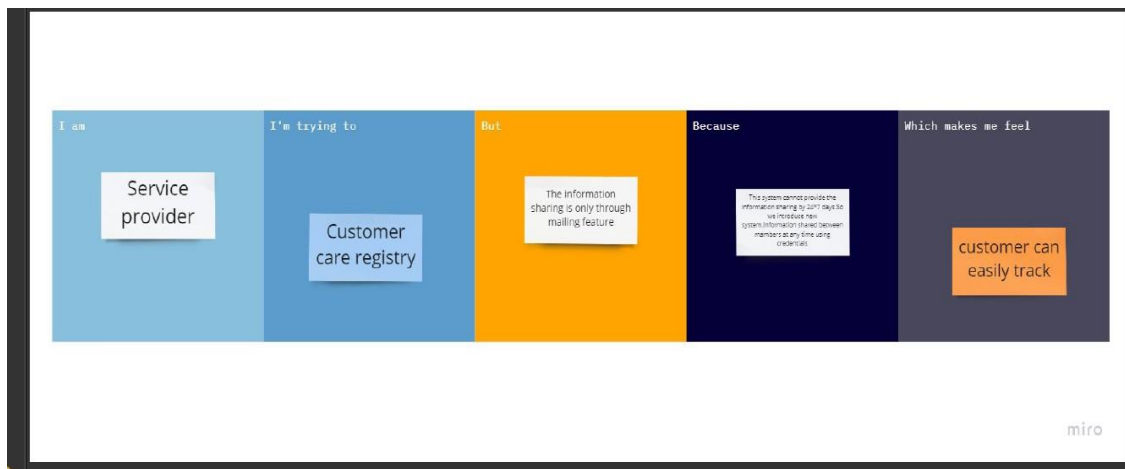 I am
Service
provider
I'm trying to
Customer
care registry
But
The Information
sharing is only through
mailing feature
Because
This system cannot provide the
information sharing by 24*7 days.So
we introduce new
system.Information shared between
mambers at any time using
credentials
Which makes me feel
customer can
easily track
miro